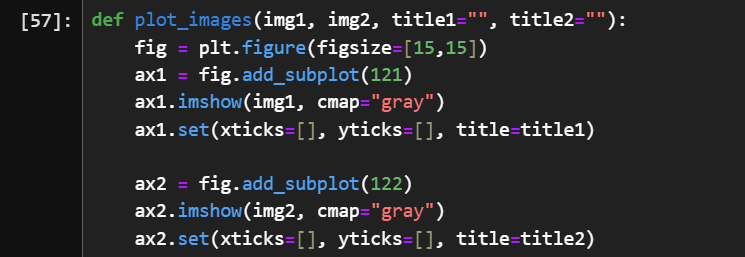 [57]: def plot_images(img1, img2, title1="", title2=""):
    fig = plt.figure(figsize=[15,15])
    ax1 = fig.add_subplot(121)
    ax1.imshow(img1, cmap="gray")
    ax1.set(xticks=[], yticks=[], title=title1)

    ax2 = fig.add_subplot(122)
    ax2.imshow(img2, cmap="gray")
    ax2.set(xticks=[], yticks=[], title=title2)